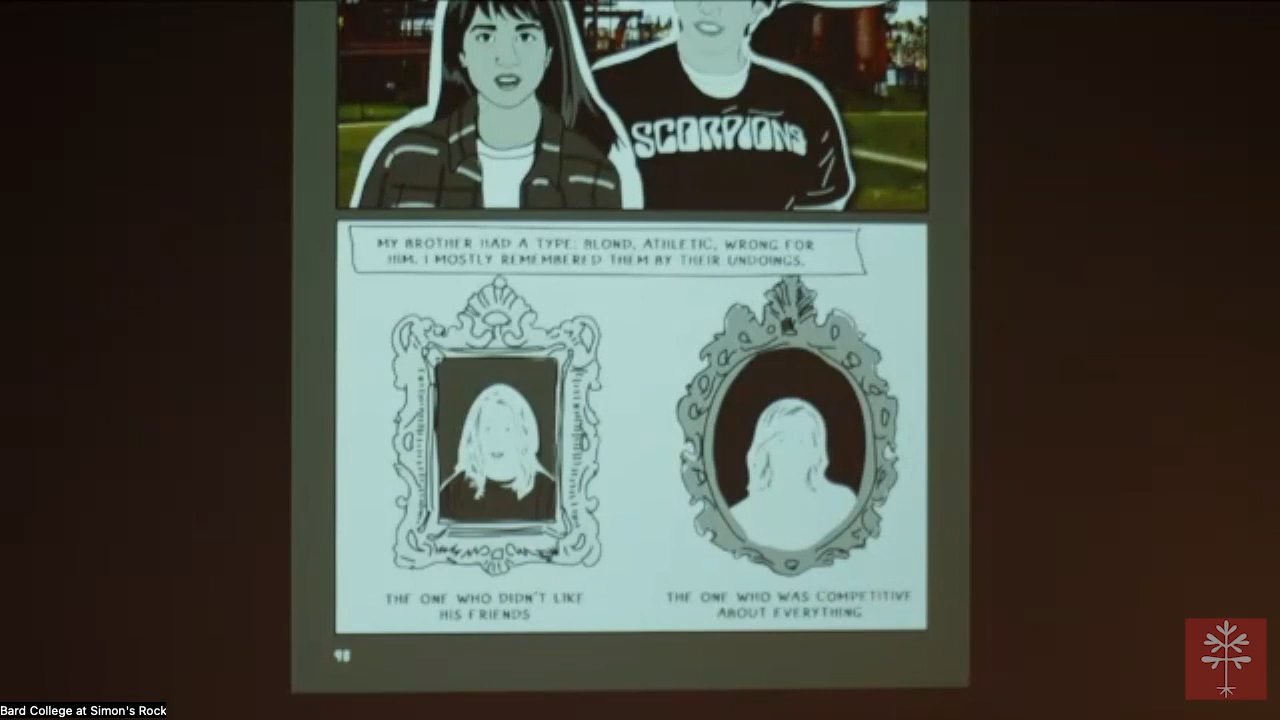 SCORPIONS
MY BROTHER HAD A TYPE: BLOND, ATHLETIC, WRONG FOR
HIM. I MOSTLY REMEMBERED THEM BY THEIR UNDOINGS.
THE ONE WHO DIDN'T LIKE
HIS FRIENDS
THE ONE WHO WAS COMPETITIVE
ABOUT EVERYTHING
98
Bard College at Simon's Rock